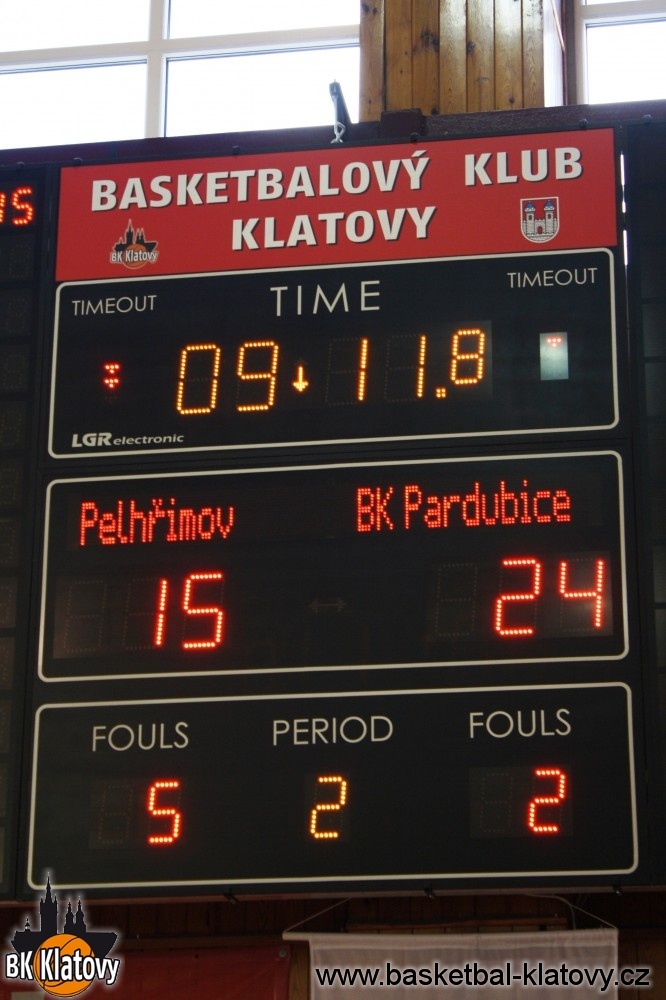 15
BASKETBALOVÝ KLUB
KLATOVY
BK Klatovy
TIMEOUT TIME TIMEOUT
09 11.8
LGR electronic
Pelhřimov BK Pardubice
15 24
FOULS PERIOD FOULS
5 2 2
BK Klatovy
www.basketbal-klatovy.cz